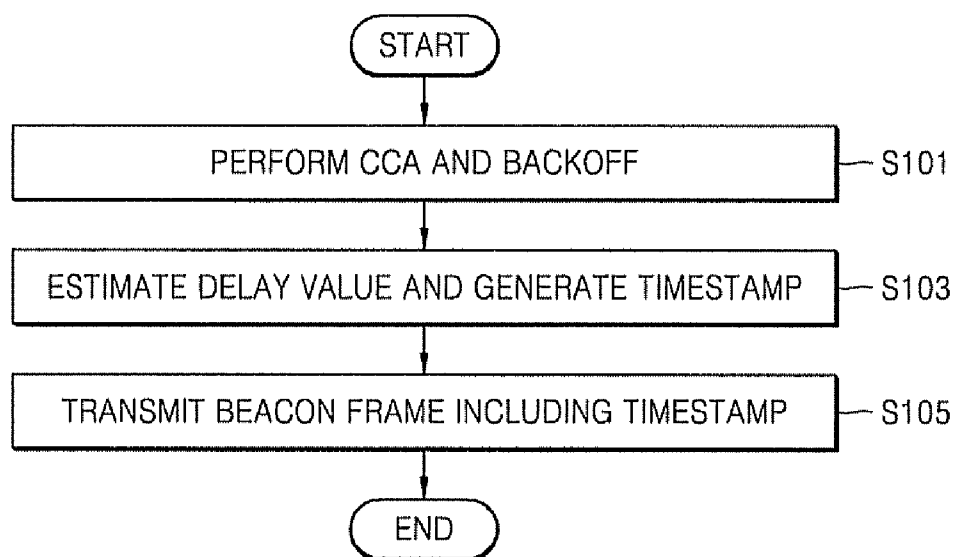 START
PERFORM CCA AND BACKOFF
S101
ESTIMATE DELAY VALUE AND GENERATE TIMESTAMP
S103
TRANSMIT BEACON FRAME INCLUDING TIMESTAMP
S105
END